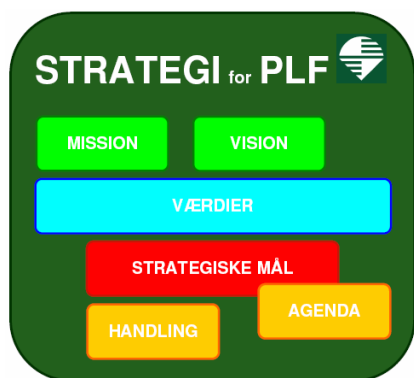 STRATEGI for PLF
MISSION
VISION
VÆRDIER
STRATEGISKE MÅL
AGENDA
HANDLING